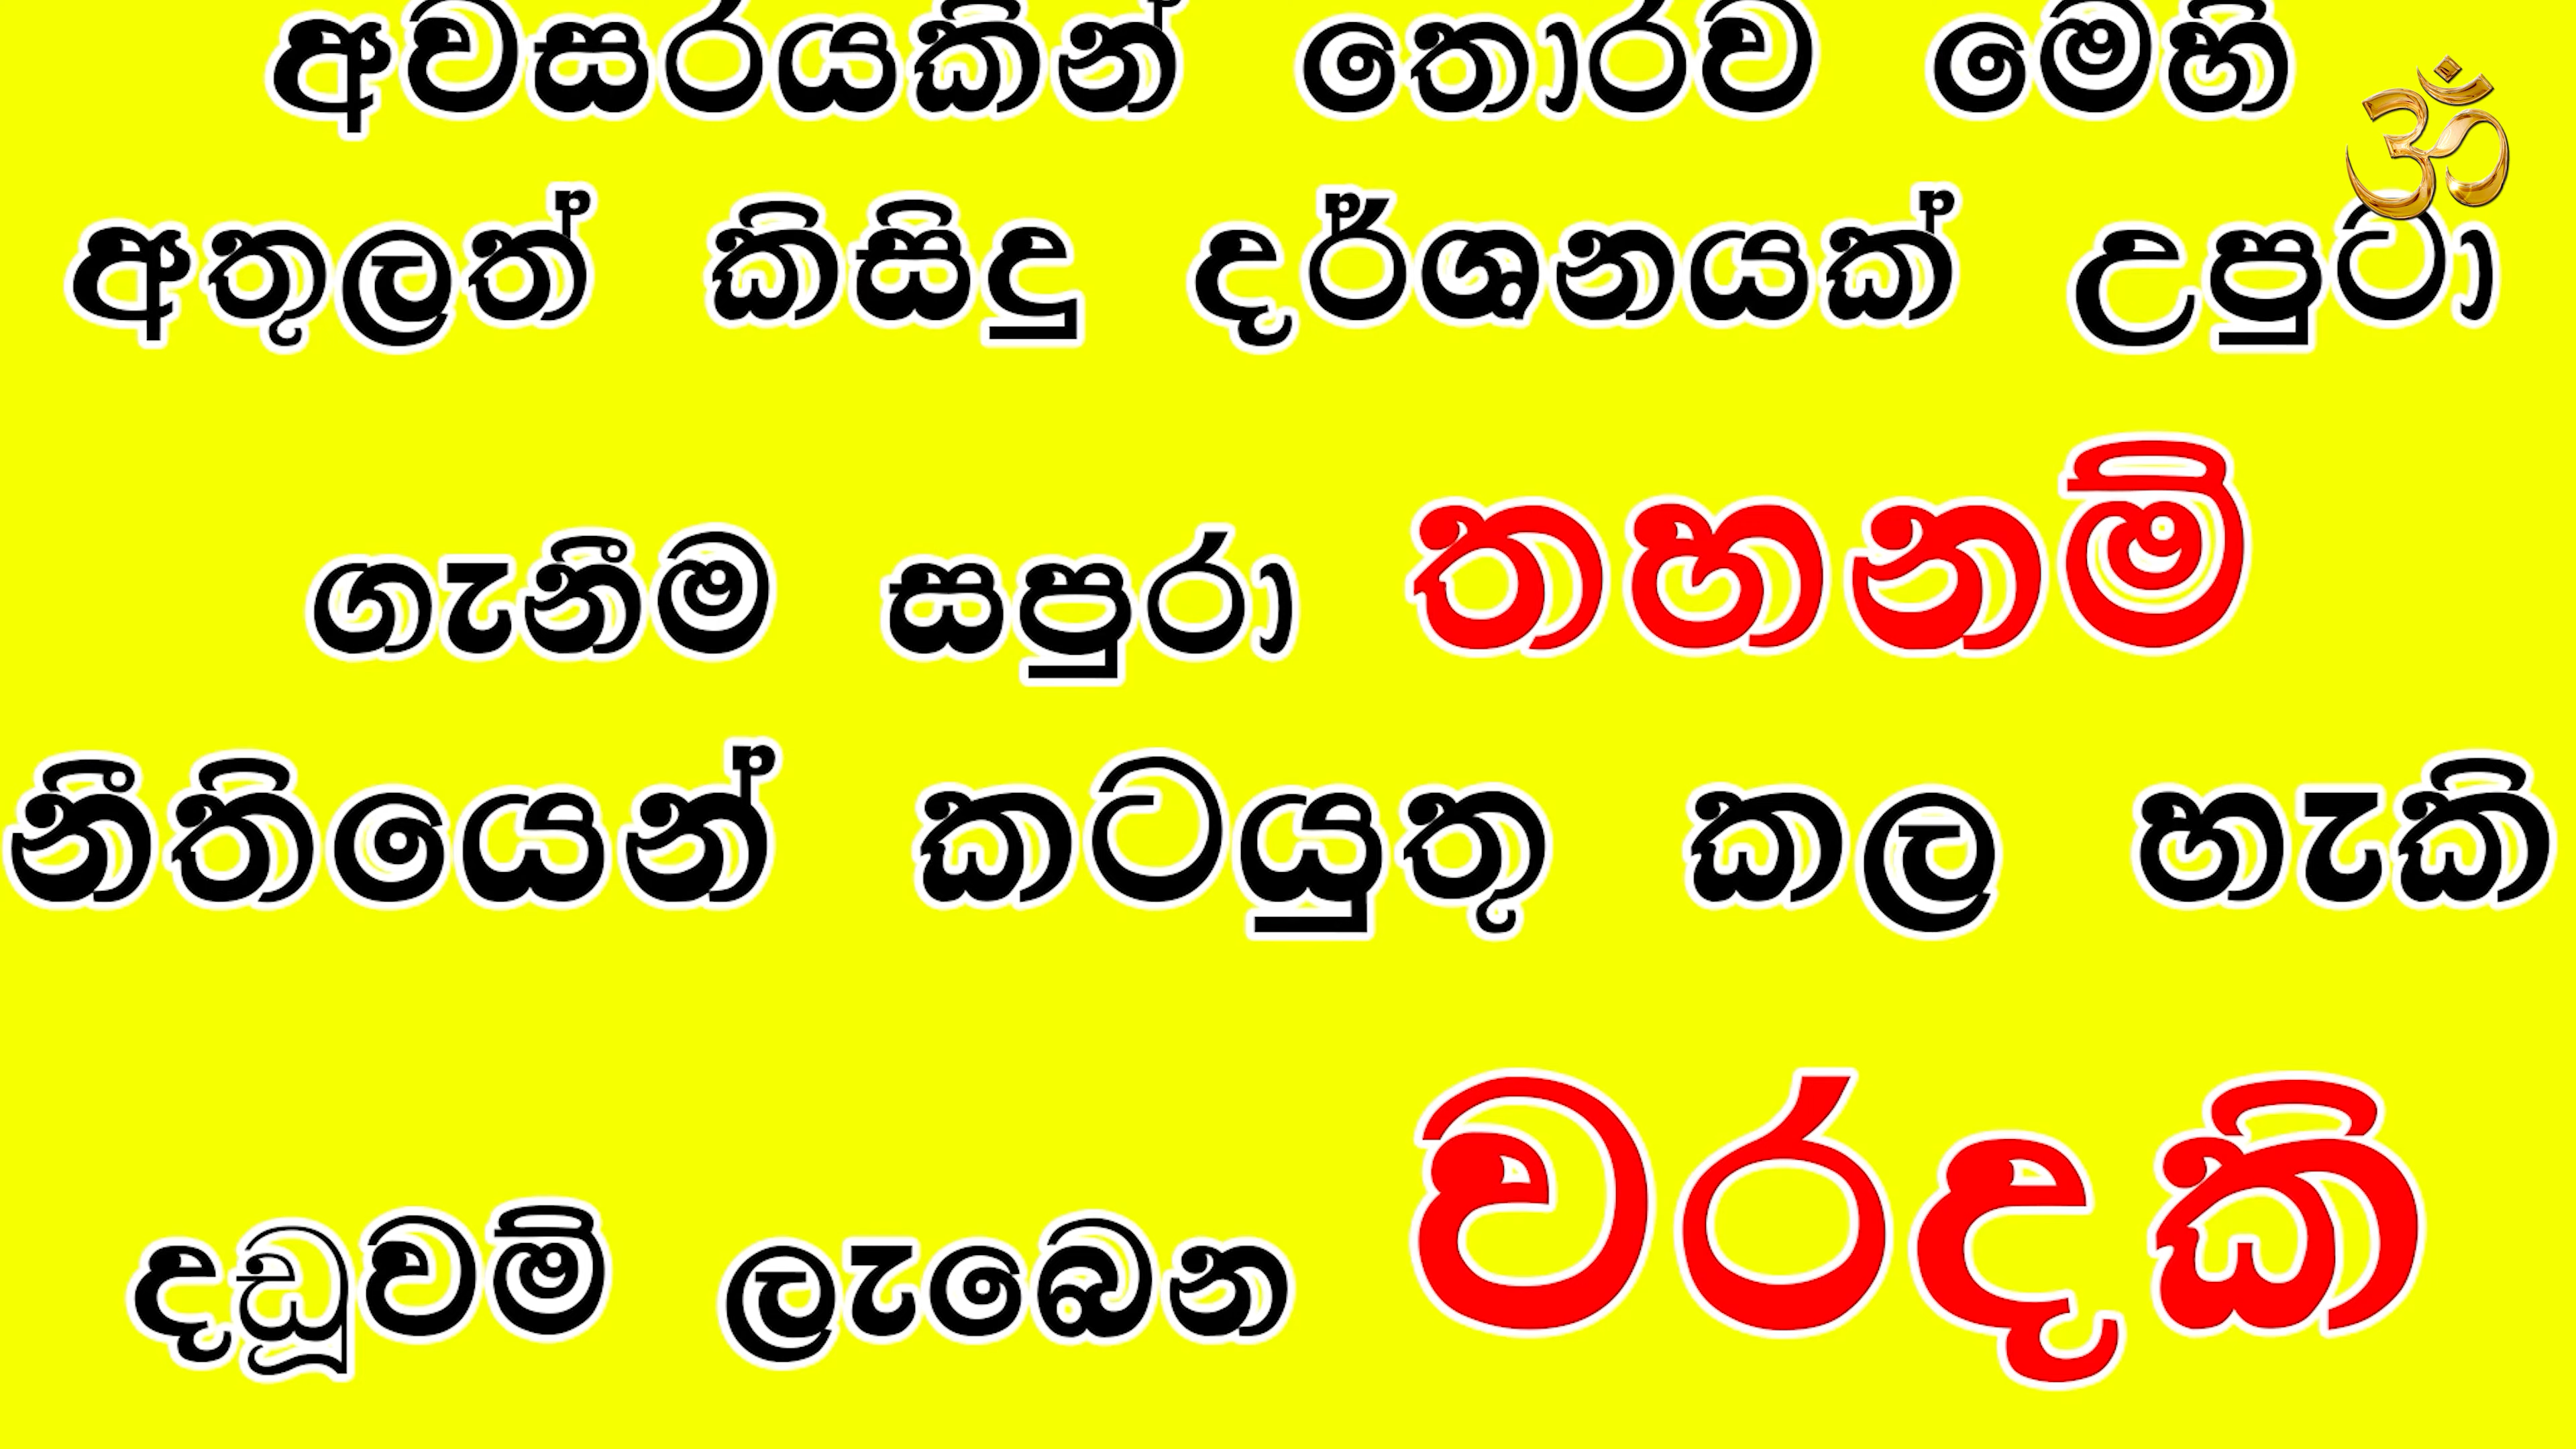 අවසරයකින් තොරව මෙහි
අතුලත් කිසිදු දර්ශනයක් උපුටා
ගැනීම සපුරා තහනම්
නීතියෙන් කටයුතු කල හැකි
දඬූවම් ලැබෙන වරදකි
ॐ